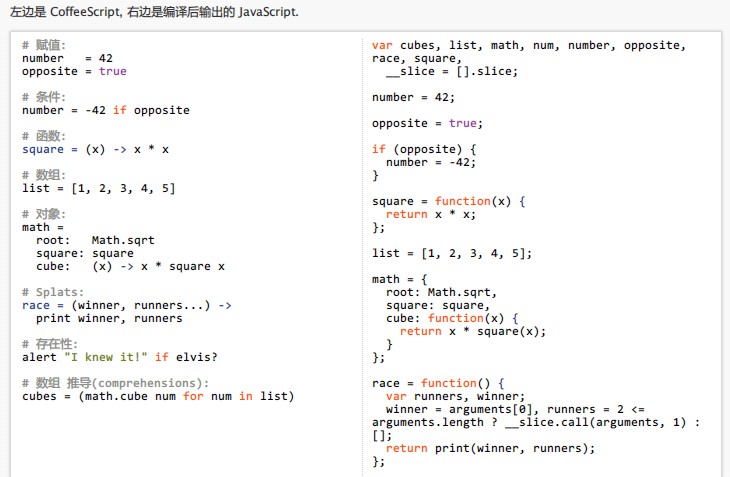 左边是 CoffeeScript, 右边是编译后输出的 JavaScript.
# 赋值:
number   = 42
opposite = true
# 条件:
number = -42 if opposite
# 函数:
square = (x) -> x * x
# 数组:
list = [1, 2, 3, 4, 5]
# 对象:
math =
  root:   Math.sqrt
  square: square
  cube:   (x) -> x * square x
# Splats:
race = (winner, runners...) ->
  print winner, runners
# 存在性:
alert "I knew it!" if elvis?
# 数组 推导(comprehensions):
cubes = (math.cube num for num in list)
var cubes, list, math, num, number, opposite,
race, square,
  __slice = [].slice;
number = 42;
opposite = true;
if (opposite) {
  number = -42;
}
square = function(x) {
  return x * x;
};
list = [1, 2, 3, 4, 5];
math = {
  root: Math.sqrt,
  square: square,
  cube: function(x) {
    return x * square(x);
  }
};
race = function() {
  var runners, winner;
  winner = arguments[0], runners = 2 <=
arguments.length ? __slice.call(arguments, 1) :
[];
  return print(winner, runners);
};